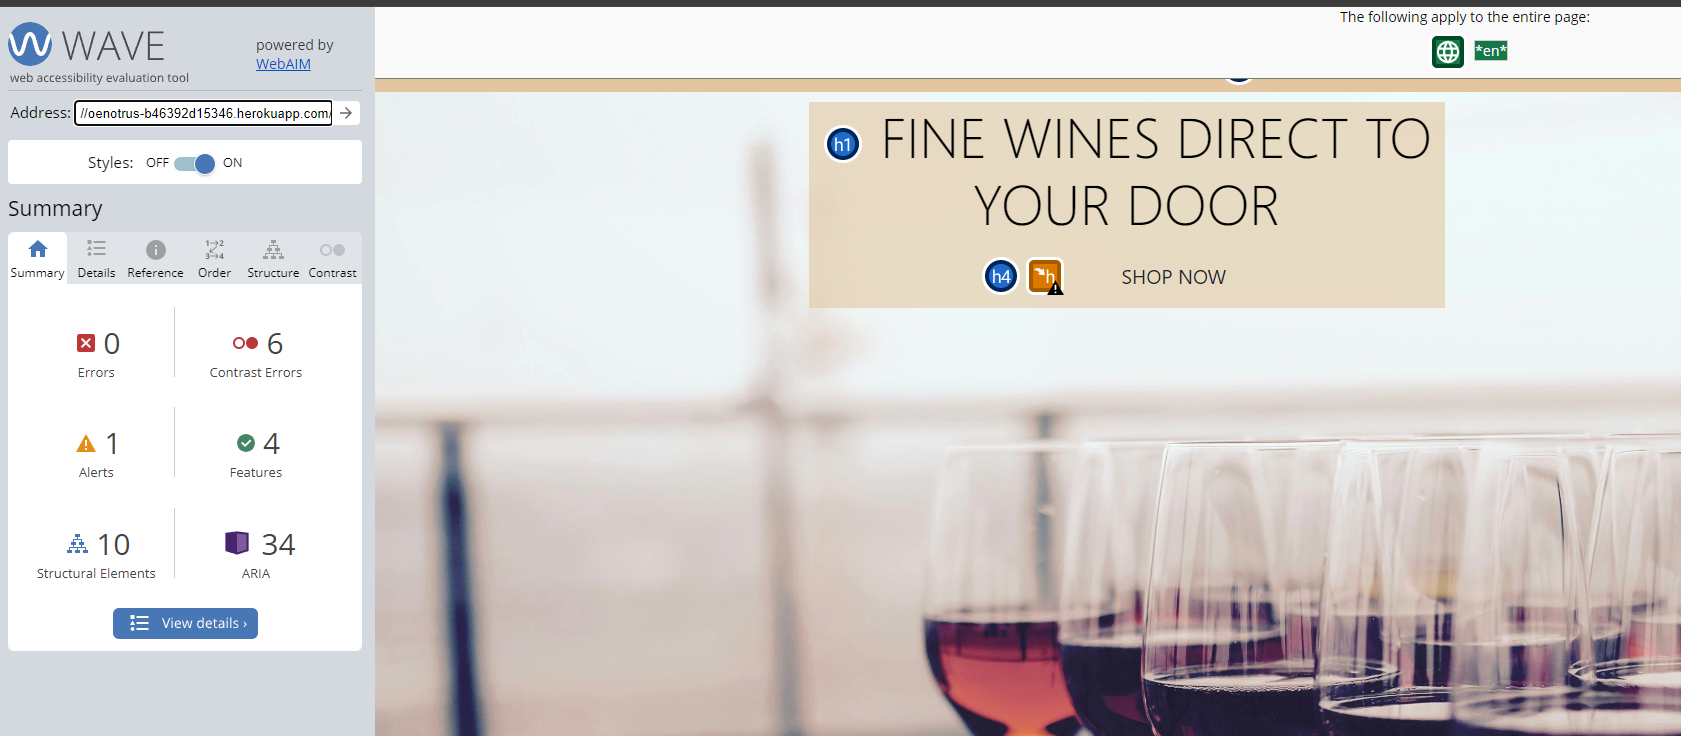 WAVE
web accessibility evaluation tool
powered by
WebAIM
Address: //oenotrus-b46392d15346.herokuapp.com/
Styles: OFF ON
Summary
Summary Details Reference Order Structure Contrast
0
Errors
6
Contrast Errors
1
Alerts
4
Features
10
Structural Elements
34
ARIA
View details ›
The following apply to the entire page:
*en*
h1 FINE WINES DIRECT TO
YOUR DOOR
h4 h SHOP NOW